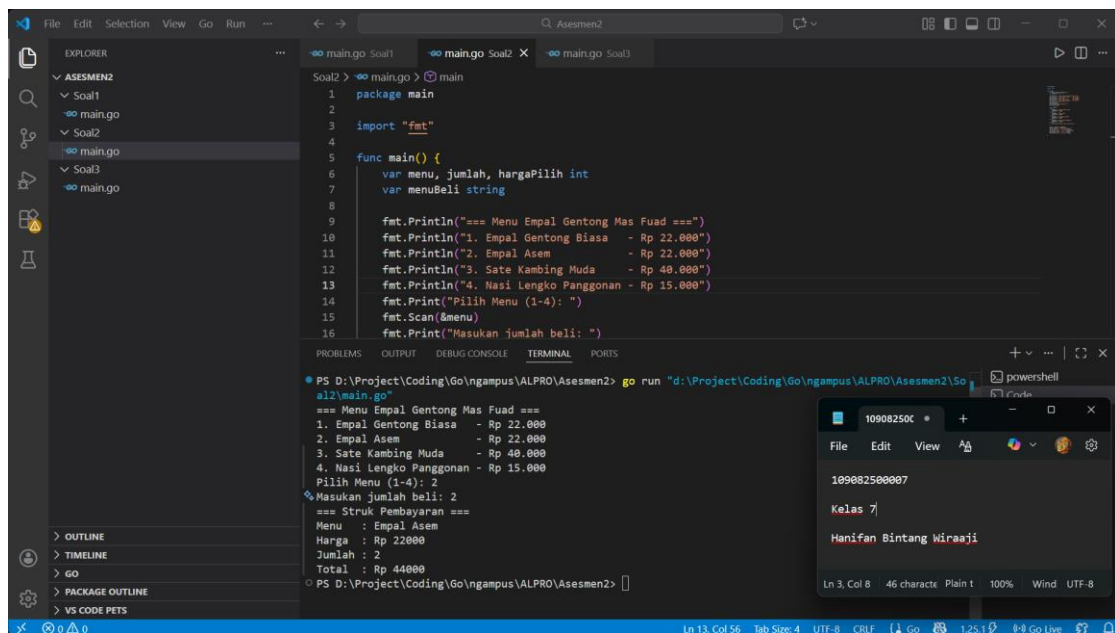 File Edit Selection View Go Run ... Asesmen2
EXPLORER ...
ASESMEN2
Soal1
main.go
Soal2
main.go
Soal3
main.go
OUTLINE
TIMELINE
GO
PACKAGE OUTLINE
VS CODE PETS
main.go Soal1 main.go Soal2 main.go Soal3
Soal2 > main.go > main
1 package main
2
3 import "fmt"
4
5 func main() {
6 var menu, jumlah, hargaPilih int
7 var menuBeli string
8
9 fmt.Println("=== Menu Empal Gentong Mas Fuad ===")
10 fmt.Println("1. Empal Gentong Biasa - Rp 22.000")
11 fmt.Println("2. Empal Asem - Rp 22.000")
12 fmt.Println("3. Sate Kambing Muda - Rp 40.000")
13 fmt.Println("4. Nasi Lengko Panggonan - Rp 15.000")
14 fmt.Print("Pilih Menu (1-4): ")
15 fmt.Scan(&menu)
16 fmt.Print("Masukan jumlah beli: ")
PROBLEMS OUTPUT DEBUG CONSOLE TERMINAL PORTS
PS D:\Project\Coding\Go\ngampus\ALPRO\Asesmen2> go run "d:\Project\Coding\Go\ngampus\ALPRO\Asesmen2\So
al2\main.go"
=== Menu Empal Gentong Mas Fuad ===
1. Empal Gentong Biasa - Rp 22.000
2. Empal Asem - Rp 22.000
3. Sate Kambing Muda - Rp 40.000
4. Nasi Lengko Panggonan - Rp 15.000
Pilih Menu (1-4): 2
Masukan jumlah beli: 2
=== Struk Pembayaran ===
Menu : Empal Asem
Harga : Rp 22000
Jumlah : 2
Total : Rp 44000
PS D:\Project\Coding\Go\ngampus\ALPRO\Asesmen2>
powershell
Code
10908250C
File Edit View
109082500007
Kelas 7
Hanifan Bintang Wiraaji
Ln 3, Col 8 46 characte Plain t 100% Wind UTF-8
0 0 Ln 13, Col 56 Tab Size: 4 UTF-8 CRLF Go 1.25.1 Go Live